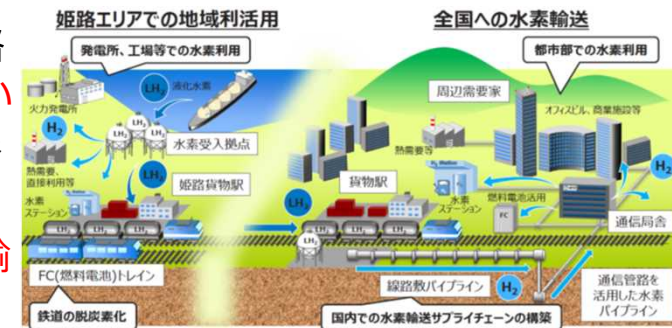 姫路エリアでの地域利活用
全国への水素輸送
発電所、工場等での水素利用
都市部での水素利用
LH₂
液化水素
火力発電所
H₂
LH₂
LH₂
LH₂
水素受入拠点
熱需要、
直接利用等
LH₂
姫路貨物駅
水素
ステーション
LH₂
LH₂
LH₂
FC(燃料電池)トレイン
鉄道の脱炭素化
周辺需要家
オフィスビル、商業施設等
熱需要等
H₂
貨物駅
水素
ステーション
燃料電池活用
FC
通信局舎
LH₂
LH₂
LH₂
LH₂
LH₂
線路敷パイプライン
H₂
通信管路を
活用した水素
パイプライン
国内での水素輸送サプライチェーンの構築
い
輸